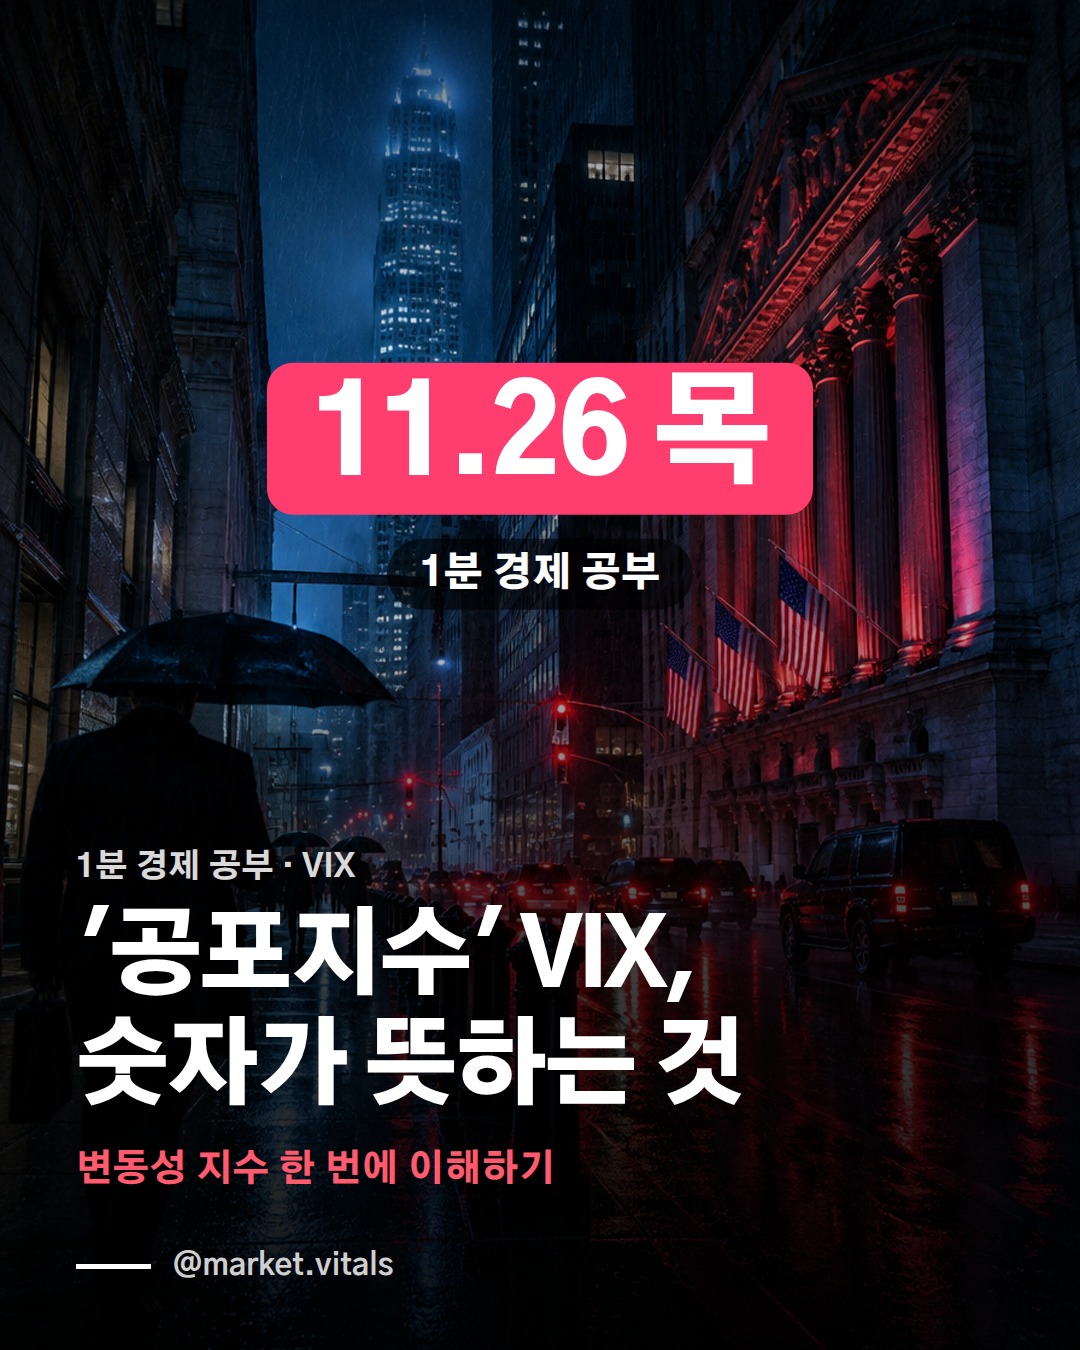 11.26 목
1분 경제 공부
1분 경제 공부 · VIX
'공포지수' VIX,
숫자가 뜻하는 것
변동성 지수 한 번에 이해하기
@market.vitals